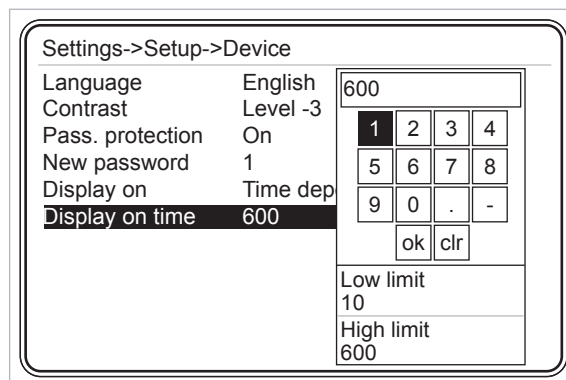 Settings->Setup->Device
Language English
Contrast Level -3
Pass. protection On
New password 1
Display on Time dep
Display on time 600
600
1 2 3 4
5 6 7 8
9 0 . -
ok clr
Low limit
10
High limit
600